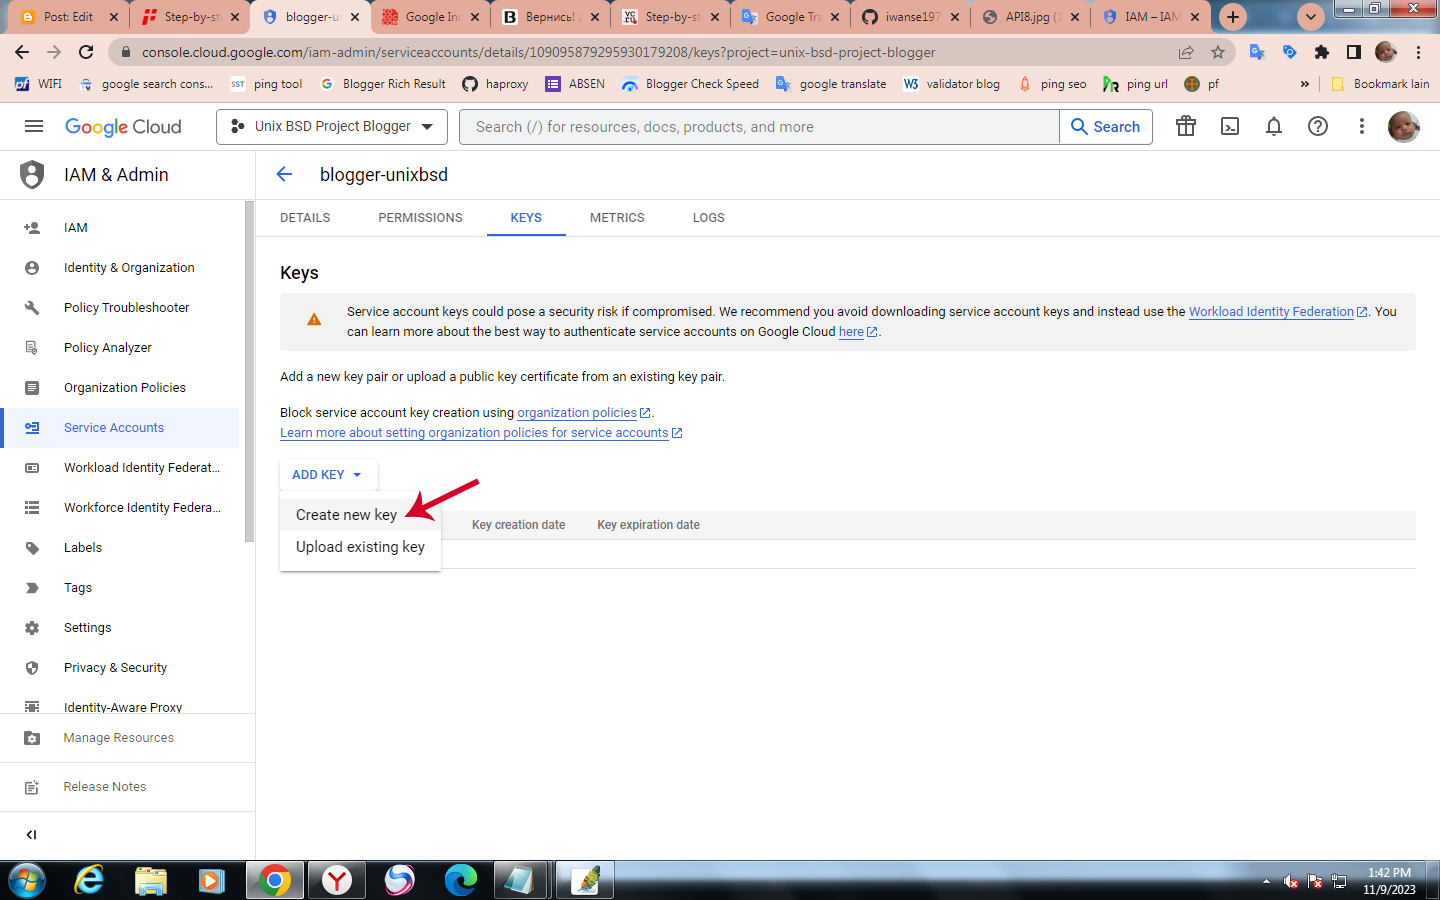 Post: Edit
Step-by-st
blogger-un
Google Ind
Вернись! Д
Step-by-st
Google Tra
iwanse197
API8.jpg (1
IAM – IAM
console.cloud.google.com/iam-admin/serviceaccounts/details/109095879295930179208/keys?project=unix-bsd-project-blogger
WIFI
google search cons...
SST
ping tool
Blogger Rich Result
haproxy
ABSEN
Blogger Check Speed
google translate
W3
validator blog
ping seo
ping url
pf
»
Bookmark lain
Google Cloud
Unix BSD Project Blogger
Search (/) for resources, docs, products, and more
Search
IAM & Admin
blogger-unixbsd
DETAILS
PERMISSIONS
KEYS
METRICS
LOGS
IAM
Identity & Organization
Policy Troubleshooter
Policy Analyzer
Organization Policies
Service Accounts
Workload Identity Federat...
Workforce Identity Federa...
Labels
Tags
Settings
Privacy & Security
Identity-Aware Proxy
Manage Resources
Release Notes
Keys
Service account keys could pose a security risk if compromised. We recommend you avoid downloading service account keys and instead use the Workload Identity Federation. You
can learn more about the best way to authenticate service accounts on Google Cloud here.
Add a new key pair or upload a public key certificate from an existing key pair.
Block service account key creation using organization policies.
Learn more about setting organization policies for service accounts
ADD KEY
Create new key
Upload existing key
Key creation date
Key expiration date
1:42 PM
11/9/2023